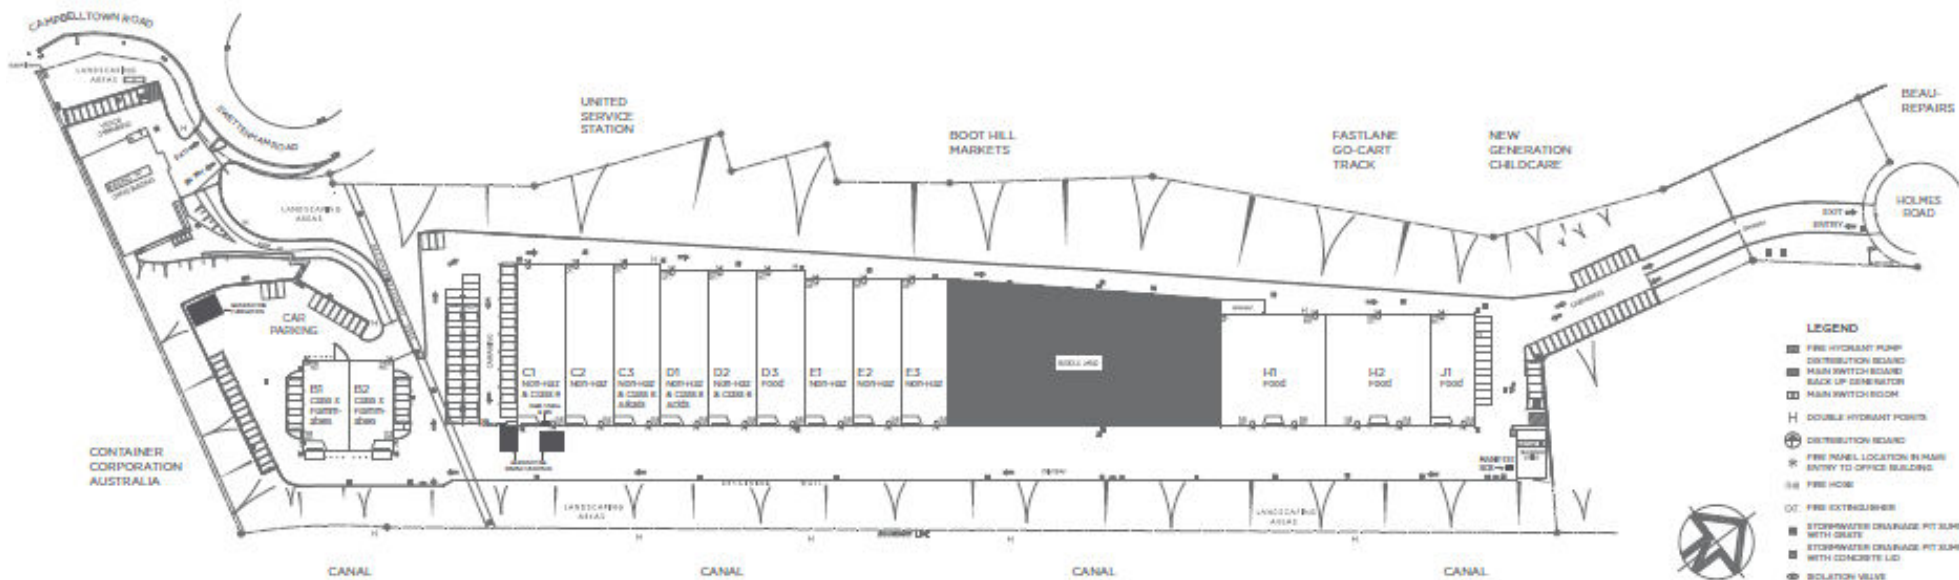 CAMPBELLTOWN ROAD
LANDSCAPING
AREAS
SWETTENHAM ROAD
EXIT
LANDSCAPING
AREAS
UNITED
SERVICE
STATION
BOOT HILL
MARKETS
FASTLANE
GO-CART
TRACK
NEW
GENERATION
CHILDCARE
BEAU-
REPAIRS
HOLMES
ROAD
EXIT
ENTRY
CAR
PARKING
B1
B2
C1
Non-Haz
& Class 8
C2
Non-Haz
C3
Non-Haz
& Class 8
Acids
D1
Non-Haz
& Class 8
Acids
D2
Non-Haz
& Class 8
D3
Food
E1
Non-Haz
E2
Non-Haz
E3
Non-Haz
H1
Food
H2
Food
J1
Food
CONTAINER
CORPORATION
AUSTRALIA
LANDSCAPING
AREAS
LANDSCAPING
AREAS
BOUNDARY LINE
CANAL
CANAL
CANAL
CANAL
LEGEND
FIRE HYDRANT PUMP
DISTRIBUTION BOARD
MAIN SWITCH BOARD
BACK UP GENERATOR
MAIN SWITCH ROOM
H DOUBLE HYDRANT POINTS
DISTRIBUTION BOARD
FIRE PANEL LOCATION IN MAIN
ENTRY TO OFFICE BUILDING
FIRE HOSE
FIRE EXTINGUISHER
STORMWATER DRAINAGE PIT SUMP
WITH GRATE
STORMWATER DRAINAGE PIT SUMP
WITH CONCRETE LID
ISOLATION VALVE